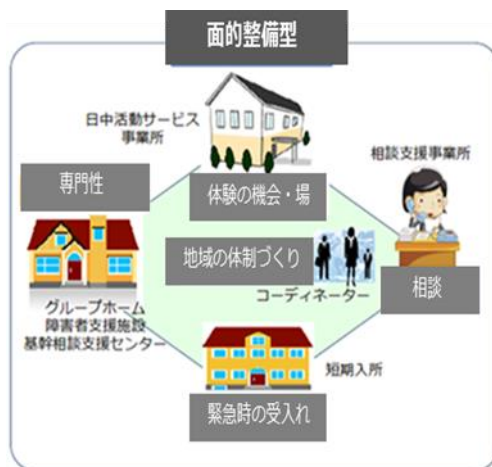 面的整備型
日中活動サービス
事業所
相談支援事業所
専門性
体験の機会・場
地域の体制づくり
コーディネーター
相談
グループホーム
障害者支援施設
基幹相談支援センター
短期入所
緊急時の受入れ